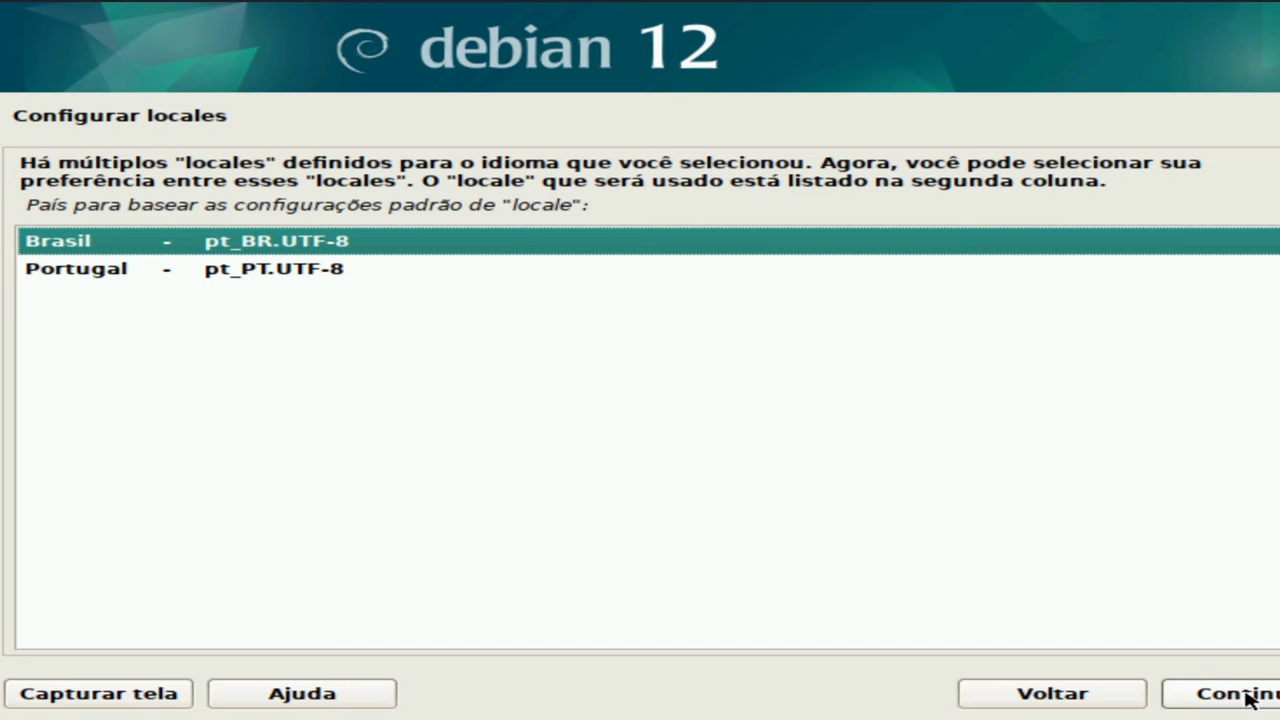 debian 12
Configurar locales
Há múltiplos "locales" definidos para o idioma que você selecionou. Agora, você pode selecionar sua
preferência entre esses "locales". O "locale" que será usado está listado na segunda coluna.
País para basear as configurações padrão de "locale":
Brasil - pt_BR.UTF-8
Portugal - pt_PT.UTF-8
Capturar tela Ajuda Voltar